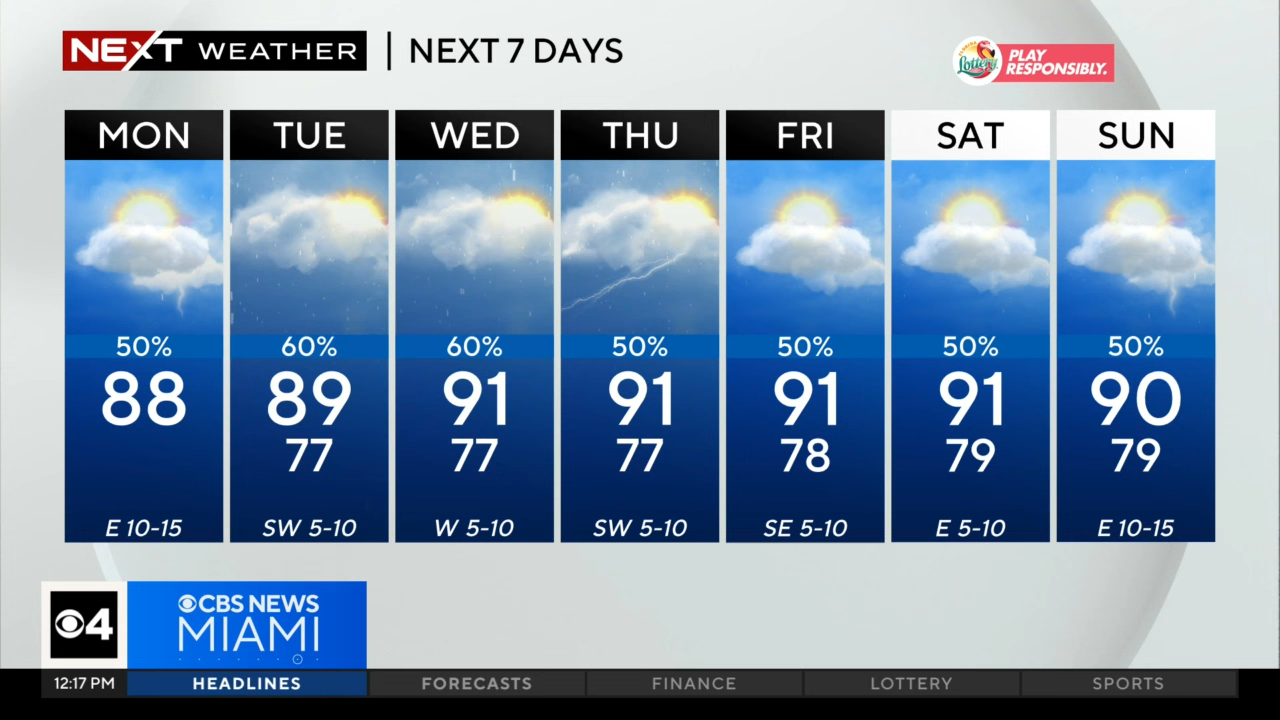 NEXT WEATHER | NEXT 7 DAYS
FLORIDA
Lottery
PLAY
RESPONSIBLY.
MON TUE WED THU FRI SAT SUN
50% 60% 60% 50% 50% 50% 50%
88 89 91 91 91 91 90
77 77 77 78 79 79
E 10-15 SW 5-10 W 5-10 SW 5-10 SE 5-10 E 5-10 E 10-15
4 CBS NEWS
MIAMI
12:17 PM HEADLINES FORECASTS FINANCE LOTTERY SPORTS